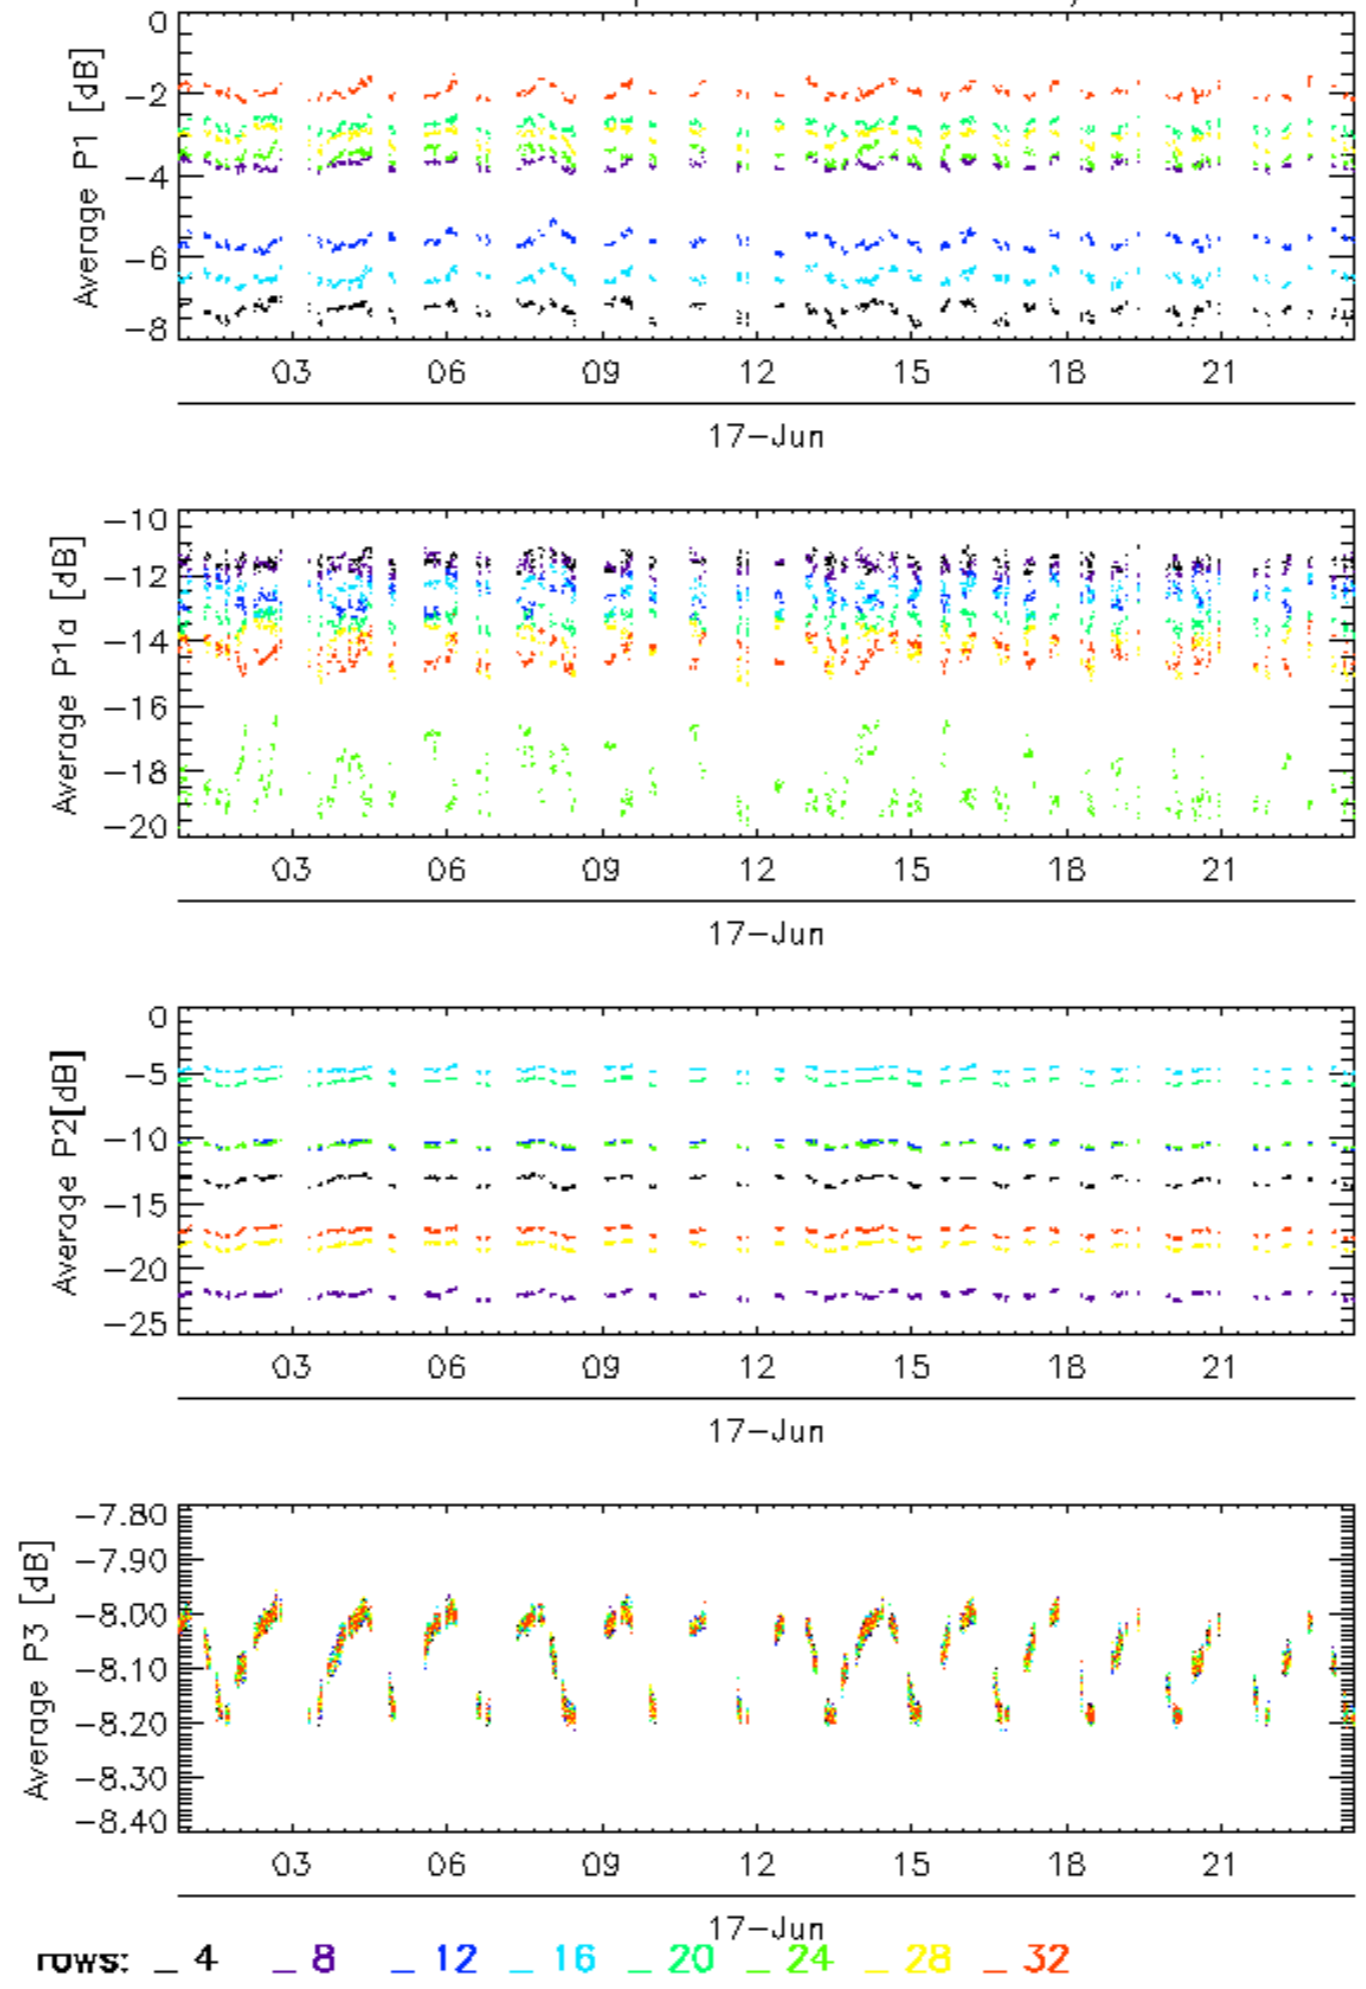 0
−2
−4
−6
−8
Average P1 [dB]
03 06 09 12 15 18 21
17−Jun
−10
−12
−14
−16
−18
−20
Average P1a [dB]
03 06 09 12 15 18 21
17−Jun
0
−5
−10
−15
−20
−25
Average P2[dB]
03 06 09 12 15 18 21
17−Jun
−7.80
−7.90
−8.00
−8.10
−8.20
−8.30
−8.40
Average P3 [dB]
03 06 09 12 15 18 21
17−Jun
rows: _ 4 _ 8 _ 12 _ 16 _ 20 _ 24 _ 28 _ 32